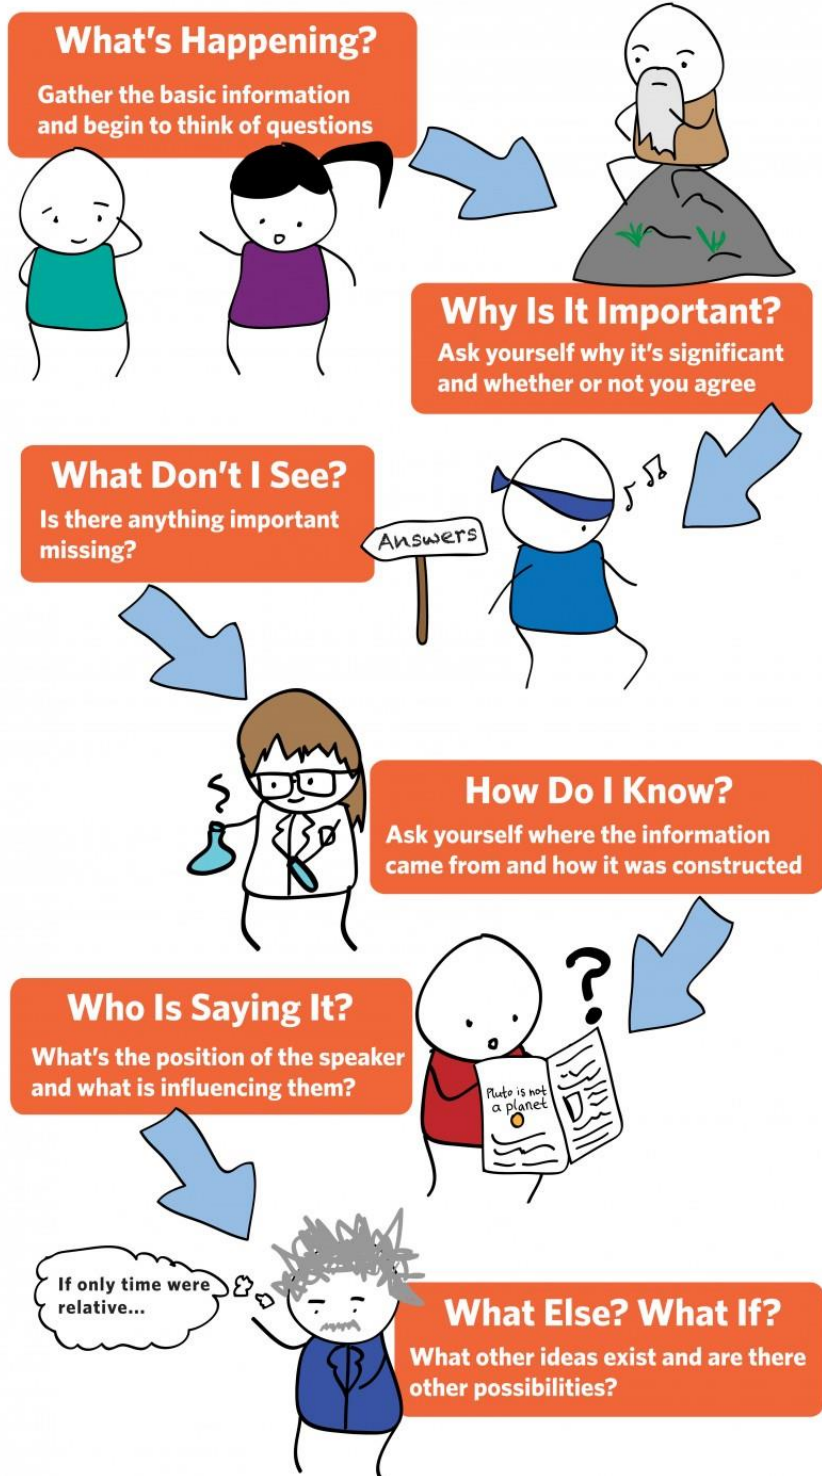 What's Happening?
Gather the basic information
and begin to think of questions
Why Is It Important?
Ask yourself why it's significant
and whether or not you agree
What Don't I See?
Is there anything important
missing?
Answers
How Do I Know?
Ask yourself where the information
came from and how it was constructed
Who Is Saying It?
What's the position of the speaker
and what is influencing them?
?
Pluto is not
a planet
If only time were
relative...
What Else? What If?
What other ideas exist and are there
other possibilities?